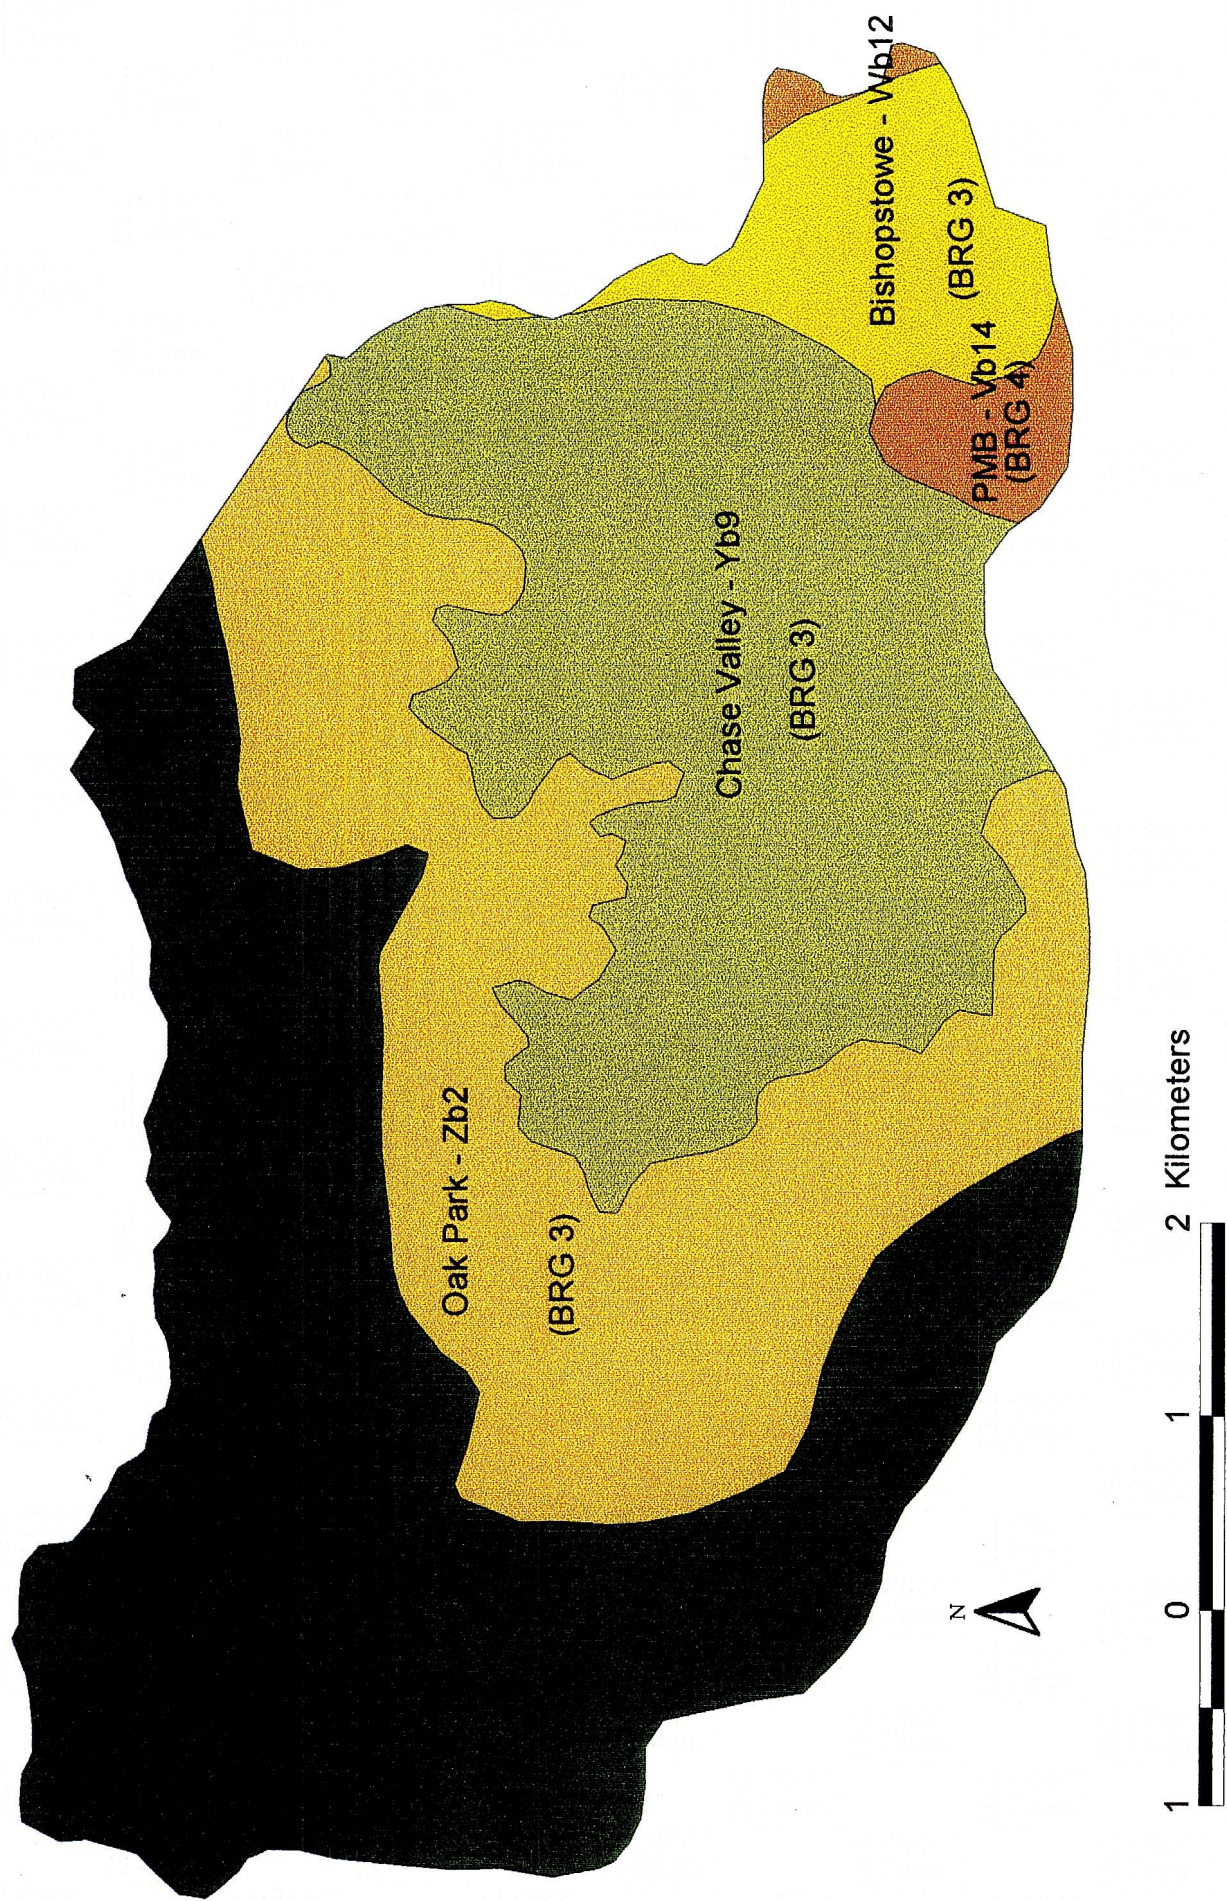 Oak Park - Zb2
(BRG 3)
Chase Valley - Yb9
(BRG 3)
Bishopstowe - Wb12
(BRG 3)
PMB - Vb14
(BRG 4)
N
1 0 1 2 Kilometers